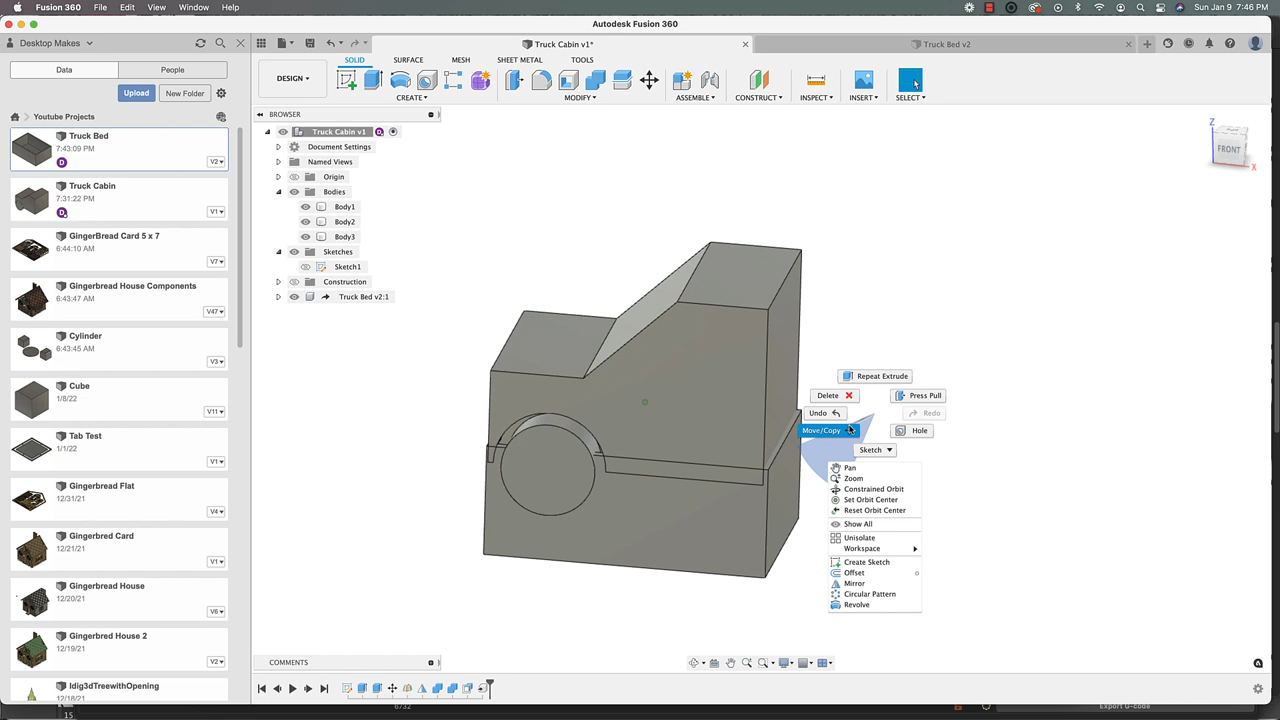 Fusion 360 File Edit View Window Help
Sun Jan 9 7:46 PM
Autodesk Fusion 360
Desktop Makes
Truck Cabin v1*
Truck Bed v2
Data People
Upload New Folder
Youtube Projects
Truck Bed
7:43:09 PM
D
V2
Truck Cabin
7:31:22 PM
D
V1
GingerBread Card 5 x 7
6:44:10 AM
V7
Gingerbread House Components
6:43:47 AM
V47
Cylinder
6:43:45 AM
V3
Cube
1/8/22
V11
Tab Test
1/1/22
V1
Gingerbread Flat
12/31/21
V4
Gingerbred Card
12/21/21
V1
Gingerbread House
12/20/21
V6
Gingerbred House 2
12/19/21
V2
Idig3dTreewithOpening
12/18/21
DESIGN
SOLID SURFACE MESH SHEET METAL TOOLS
CREATE MODIFY ASSEMBLE CONSTRUCT INSPECT INSERT SELECT
BROWSER
Truck Cabin v1
D
Document Settings
Named Views
Origin
Bodies
Body1
Body2
Body3
Sketches
Sketch1
Construction
Truck Bed v2:1
Z
FRONT
X
Repeat Extrude
Delete Press Pull
Undo Redo
Move/Copy Hole
Sketch
Pan
Zoom
Constrained Orbit
Set Orbit Center
Reset Orbit Center
Show All
Unisolate
Workspace
Create Sketch
Offset o
Mirror
Circular Pattern
Revolve
COMMENTS
15
6/32
Export G-code